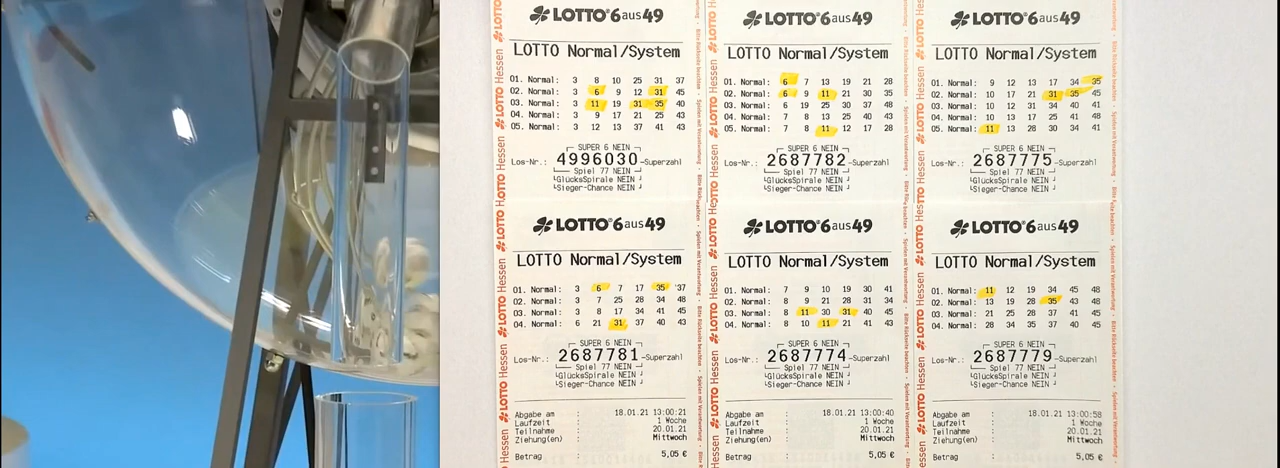 LOTTO 6aus49
LOTTO Normal/System
01. Normal: 3 8 10 25 31 37
02. Normal: 3 6 9 12 31 45
03. Normal: 3 11 19 31 35 40
04. Normal: 3 9 17 21 25 43
05. Normal: 3 12 13 37 41 43
SUPER 6 NEIN
Los-Nr.: 4996030-Superzahl
Spiel 77 NEIN
GlücksSpirale NEIN
Sieger-Chance NEIN
LOTTO 6aus49
LOTTO Normal/System
01. Normal: 6 7 13 19 21 28
02. Normal: 6 9 11 21 30 35
03. Normal: 6 19 25 30 37 48
04. Normal: 7 8 13 25 40 43
05. Normal: 7 8 11 12 17 28
SUPER 6 NEIN
Los-Nr.: 2687782-Superzahl
Spiel 77 NEIN
GlücksSpirale NEIN
Sieger-Chance NEIN
LOTTO 6aus49
LOTTO Normal/System
01. Normal: 9 12 13 17 34 35
02. Normal: 10 17 21 31 35 45
03. Normal: 10 12 31 34 40 41
04. Normal: 10 13 17 25 41 48
05. Normal: 11 13 28 30 34 41
SUPER 6 NEIN
Los-Nr.: 2687775-Superzahl
Spiel 77 NEIN
GlücksSpirale NEIN
Sieger-Chance NEIN
LOTTO 6aus49
LOTTO Normal/System
01. Normal: 3 6 7 17 35 37
02. Normal: 3 7 25 28 34 48
03. Normal: 3 8 17 34 41 45
04. Normal: 6 21 31 37 40 43
SUPER 6 NEIN
Los-Nr.: 2687781-Superzahl
Spiel 77 NEIN
GlücksSpirale NEIN
Sieger-Chance NEIN
Abgabe am : 18.01.21 13:00:21
Laufzeit : 1 Woche
Teilnahme : 20.01.21
Ziehung(en) : Mittwoch
Betrag : 5,05 €
LOTTO 6aus49
LOTTO Normal/System
01. Normal: 7 9 10 19 30 41
02. Normal: 8 9 21 28 31 34
03. Normal: 8 11 30 31
04. Normal: 8 10 11 21 41 43
SUPER 6 NEIN
Los-Nr.: 2687774-Superzahl
Spiel 77 NEIN
GlücksSpirale NEIN
Sieger-Chance NEIN
Abgabe am : 18.01.21 13:00:40
Laufzeit : 1 Woche
Teilnahme : 20.01.21
Ziehung(en) : Mittwoch
Betrag : 5,05 €
LOTTO 6aus49
LOTTO Normal/System
01. Normal: 11 12 19 34 45 48
02. Normal: 13 19 28 35 43 48
03. Normal: 21 25 28 37 41 45
04. Normal: 28 34 35 37 40 45
SUPER 6 NEIN
Los-Nr.: 2687779-Superzahl
Spiel 77 NEIN
GlücksSpirale NEIN
Sieger-Chance NEIN
Abgabe am : 18.01.21 13:00:58
Laufzeit : 1 Woche
Teilnahme : 20.01.21
Ziehung(en) : Mittwoch
Betrag : 5,05 €
LOTTO Hessen
LOTTO Hessen
LOTTO Hessen